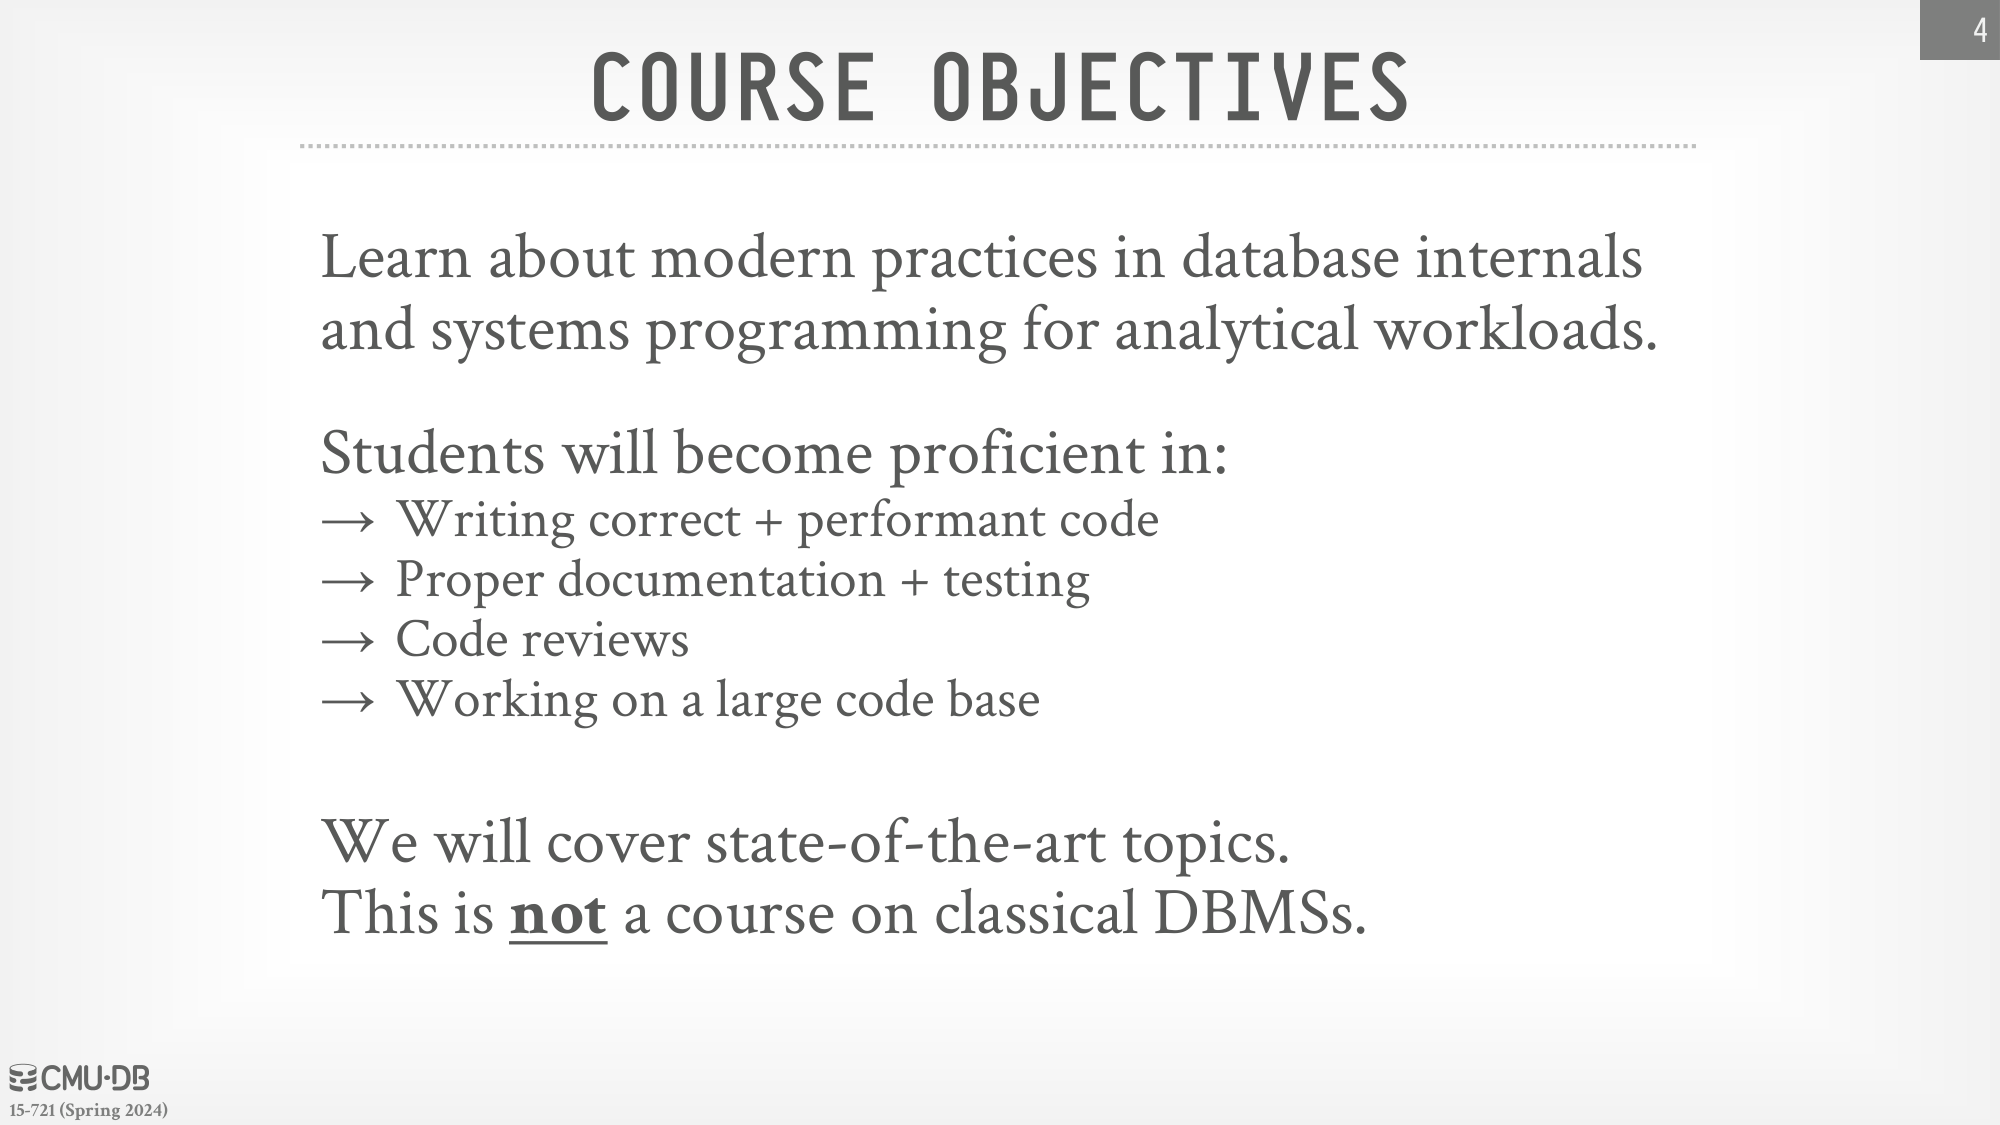 4
COURSE OBJECTIVES
Learn about modern practices in database internals
and systems programming for analytical workloads.
Students will become proficient in:
→ Writing correct + performant code
→ Proper documentation + testing
→ Code reviews
→ Working on a large code base
We will cover state-of-the-art topics.
This is not a course on classical DBMSs.
CMU·DB
15-721 (Spring 2024)